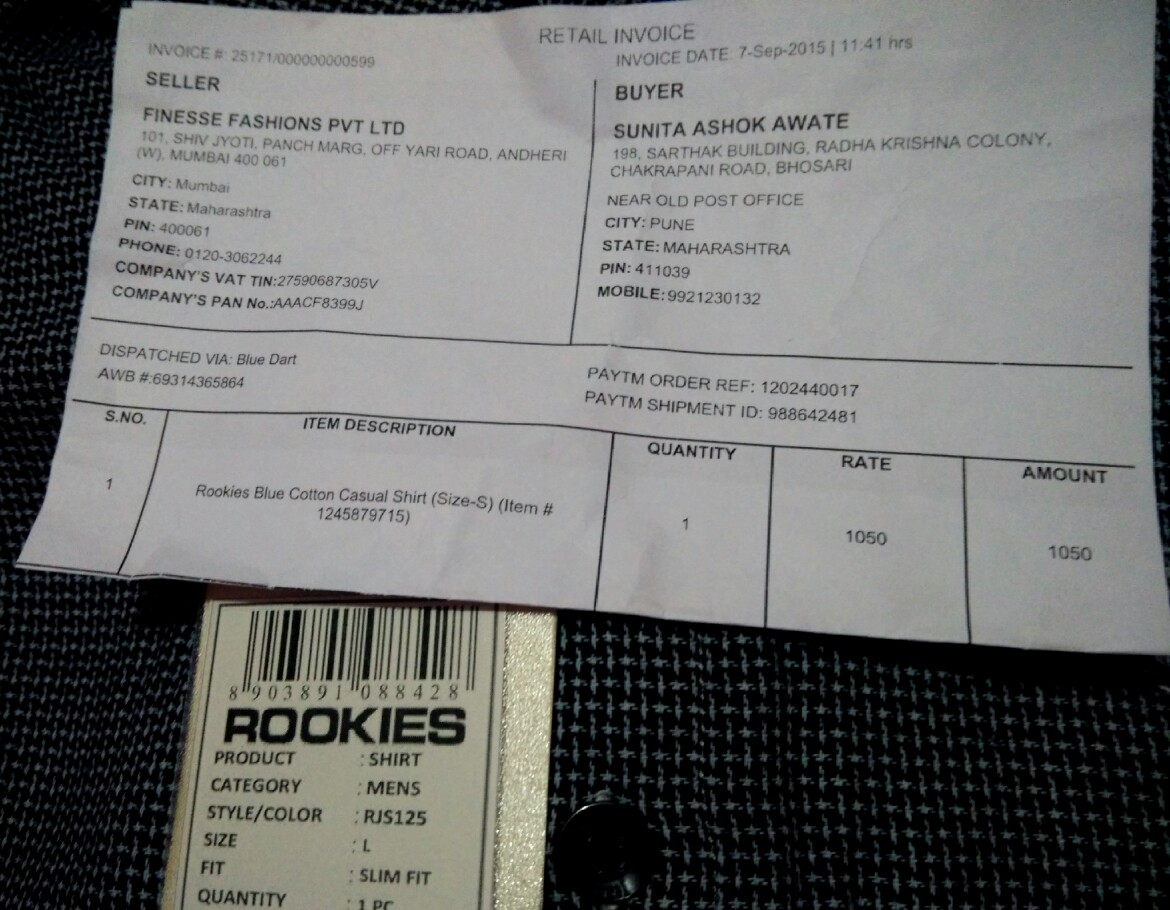 RETAIL INVOICE
INVOICE #: 25171/000000000599
INVOICE DATE 7-Sep-2015 | 11:41 hrs
SELLER
FINESSE FASHIONS PVT LTD
101, SHIV JYOTI, PANCH MARG, OFF YARI ROAD, ANDHERI
(W). MUMBAI 400 061
CITY: Mumbai
STATE: Maharashtra
PIN: 400061
PHONE: 0120-3062244
COMPANY'S VAT TIN:27590687305V
COMPANY'S PAN No.:AAACF8399J
BUYER
SUNITA ASHOK AWATE
198, SARTHAK BUILDING, RADHA KRISHNA COLONY,
CHAKRAPANI ROAD, BHOSARI
NEAR OLD POST OFFICE
CITY: PUNE
STATE: MAHARASHTRA
PIN: 411039
MOBILE: 9921230132
DISPATCHED VIA: Blue Dart
AWB #:69314365864
PAYTM ORDER REF: 1202440017
PAYTM SHIPMENT ID: 988642481
S.NO. ITEM DESCRIPTION QUANTITY RATE AMOUNT
1 Rookies Blue Cotton Casual Shirt (Size-S) (Item #
1245879715) 1 1050 1050
8 903891 088428
ROOKIES
PRODUCT : SHIRT
CATEGORY : MENS
STYLE/COLOR : RJS125
SIZE : L
FIT : SLIM FIT
QUANTITY : 1 PC